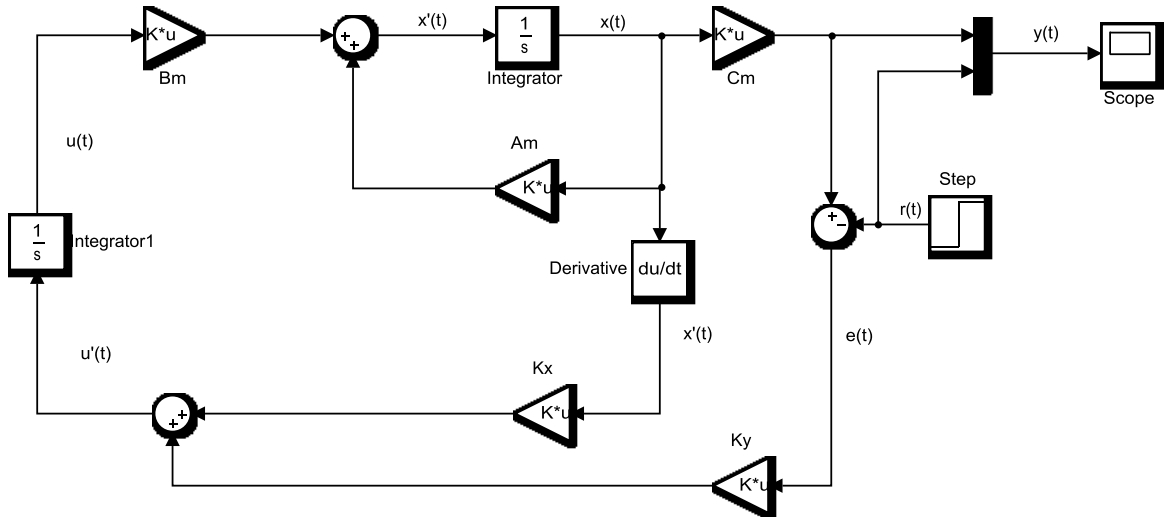 K*u
Bm
+
+
x'(t)
1
s
Integrator
x(t)
K*u
Cm
y(t)
Scope
u(t)
Am
K*u
Step
r(t)
+
−
1
s
Integrator1
Derivative
du/dt
x'(t)
e(t)
u'(t)
Kx
K*u
+
+
Ky
K*u